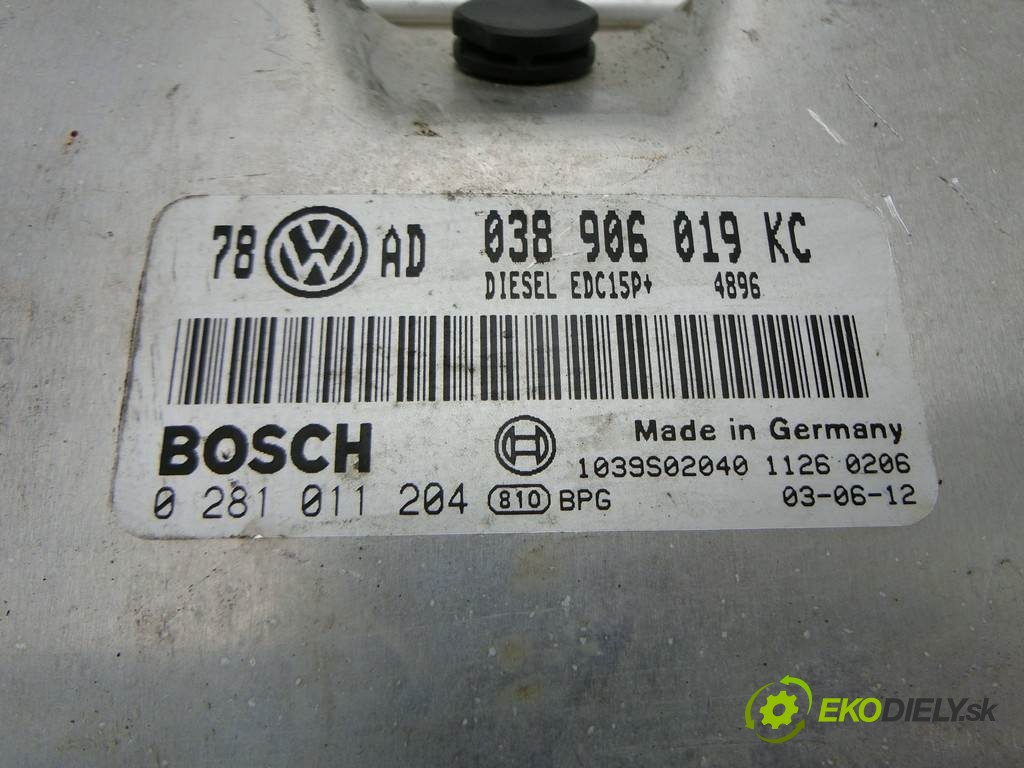 78 VW AD 038 906 019 KC
DIESEL EDC15P+ 4896
BOSCH Made in Germany
1039S02040 1126 0206
0 281 011 204 810 BPG 03-06-12
EKODIELY.sk